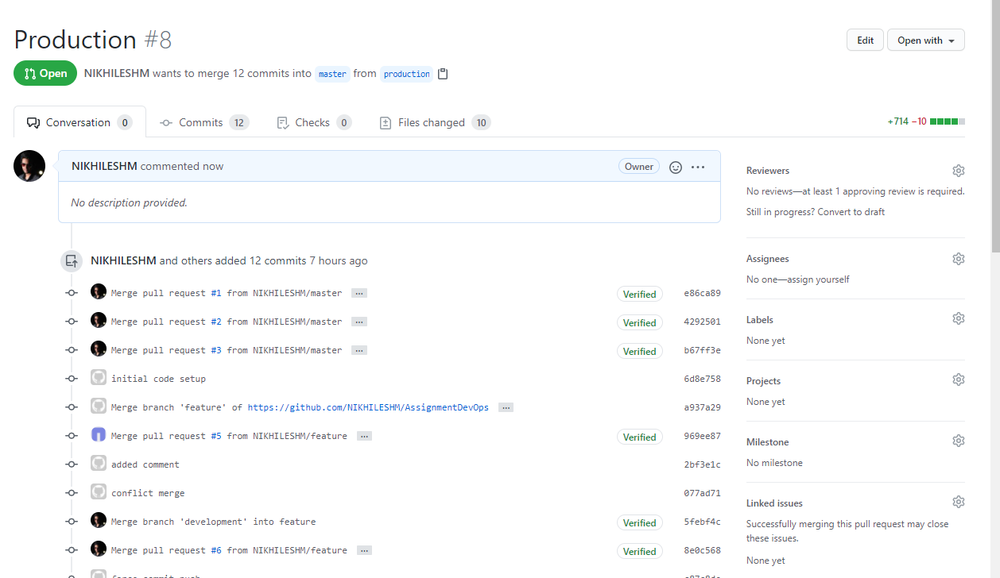 Production #8
Edit
Open with
Open
NIKHILESHM wants to merge 12 commits into master from production
Conversation 0
Commits 12
Checks 0
Files changed 10
+714 −10
NIKHILESHM commented now
Owner
No description provided.
NIKHILESHM and others added 12 commits 7 hours ago
Merge pull request #1 from NIKHILESHM/master ... Verified e86ca89
Merge pull request #2 from NIKHILESHM/master ... Verified 4292501
Merge pull request #3 from NIKHILESHM/master ... Verified b67ff3e
initial code setup 6d8e758
Merge branch 'feature' of https://github.com/NIKHILESHM/AssignmentDevOps ... a937a29
Merge pull request #5 from NIKHILESHM/feature ... Verified 969ee87
added comment 2bf3e1c
conflict merge 077ad71
Merge branch 'development' into feature Verified 5febf4c
Merge pull request #6 from NIKHILESHM/feature ... Verified 8e0c568
Reviewers
No reviews—at least 1 approving review is required.
Still in progress? Convert to draft
Assignees
No one—assign yourself
Labels
None yet
Projects
None yet
Milestone
No milestone
Linked issues
Successfully merging this pull request may close
these issues.
None yet